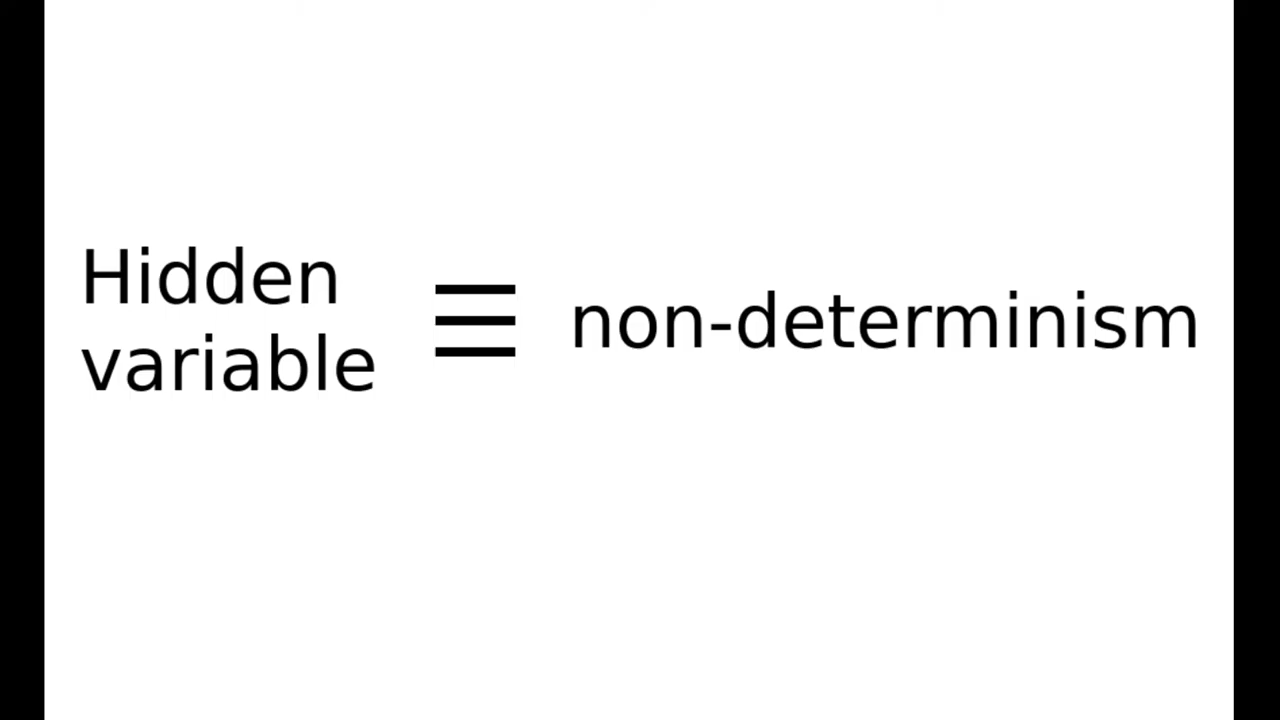 Hidden
variable
≡
non-determinism